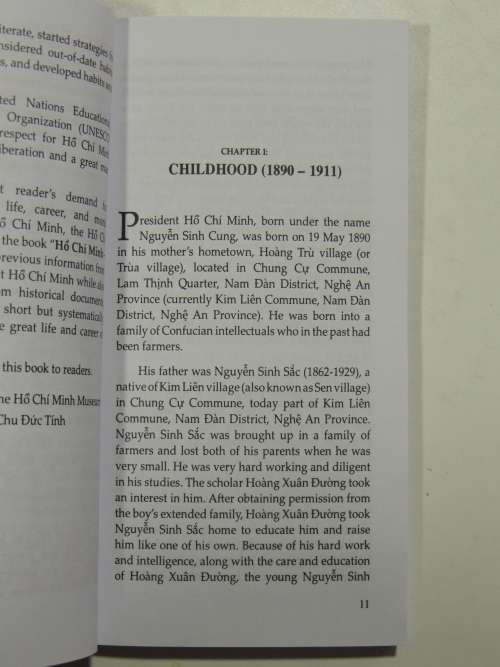 iterate, started strategies
nsidered out-of-date
s, and developed habits
ted Nations Educational
Organization (UNESCO)
respect for Hồ Chí Minh
iberation and a great man
t reader's demand
life, career, and
ồ Chí Minh, the Hồ
the book "Hồ Chí Minh
previous information from
t Hồ Chí Minh while
om historical documents
short but systematically
e great life and career of
this book to readers.
he Hồ Chí Minh Museum
Chu Đức Tính
CHAPTER I:
CHILDHOOD (1890 – 1911)
President Hồ Chí Minh, born under the name
Nguyễn Sinh Cung, was born on 19 May 1890
in his mother's hometown, Hoàng Trù village (or
Trùa village), located in Chung Cự Commune,
Lam Thịnh Quarter, Nam Đàn District, Nghệ An
Province (currently Kim Liên Commune, Nam Đàn
District, Nghệ An Province). He was born into a
family of Confucian intellectuals who in the past had
been farmers.
His father was Nguyễn Sinh Sắc (1862-1929), a
native of Kim Liên village (also known as Sen village)
in Chung Cự Commune, today part of Kim Liên
Commune, Nam Đàn District, Nghệ An Province.
Nguyễn Sinh Sắc was brought up in a family of
farmers and lost both of his parents when he was
very small. He was very hard working and diligent
in his studies. The scholar Hoàng Xuân Đường took
an interest in him. After obtaining permission from
the boy's extended family, Hoàng Xuân Đường took
Nguyễn Sinh Sắc home to educate him and raise
him like one of his own. Because of his hard work
and intelligence, along with the care and education
of Hoàng Xuân Đường, the young Nguyễn Sinh
11